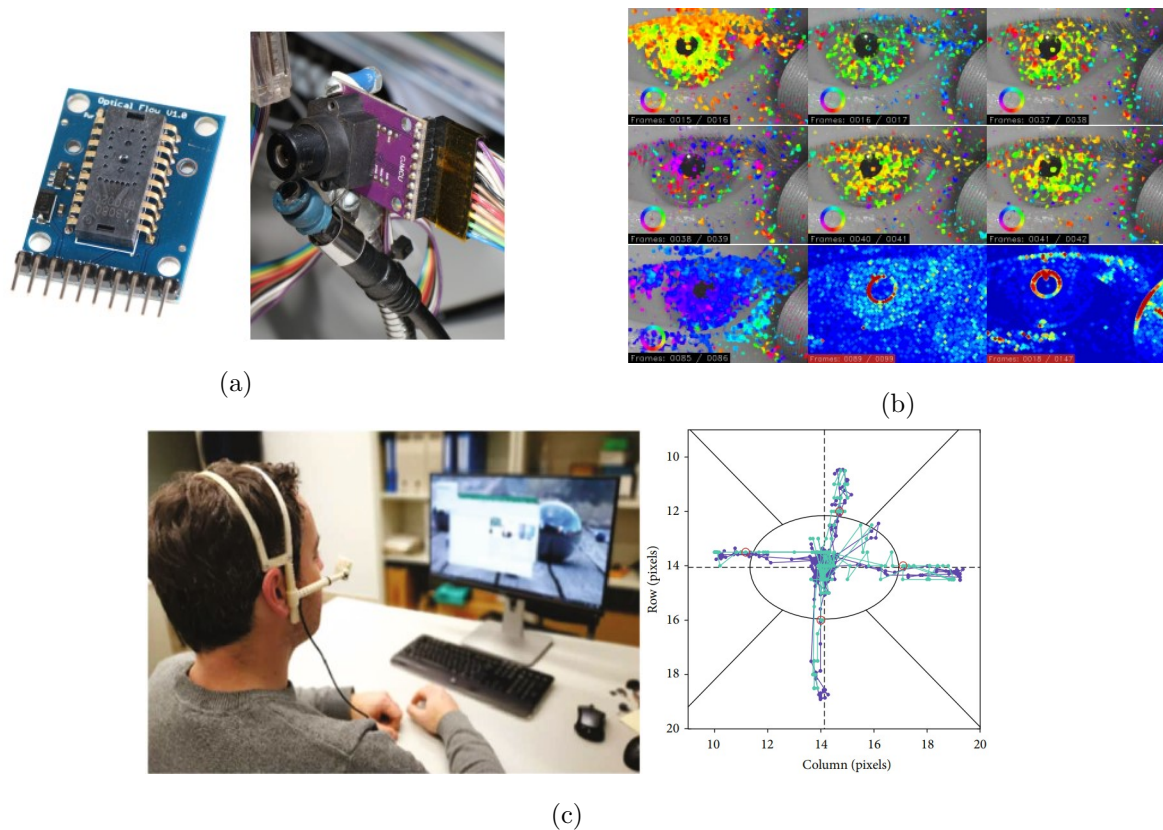 Optical Flow V1.0
CJMCU
(a)
Frames: 0015 / 0016
Frames: 0016 / 0017
Frames: 0037 / 0038
Frames: 0038 / 0039
Frames: 0040 / 0041
Frames: 0041 / 0042
Frames: 0085 / 0086
Frames: 0089 / 0099
Frames: 0018 / 0147
(b)
10
12
14
16
18
20
Row (pixels)
10
12
14
16
18
20
Column (pixels)
(c)